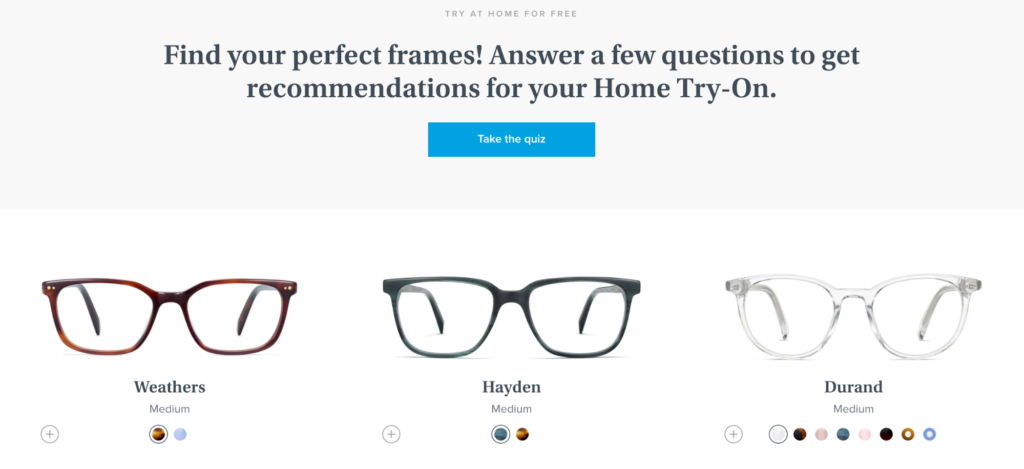 TRY AT HOME FOR FREE
Find your perfect frames! Answer a few questions to get
recommendations for your Home Try-On.
Take the quiz
Weathers
Medium
Hayden
Medium
Durand
Medium